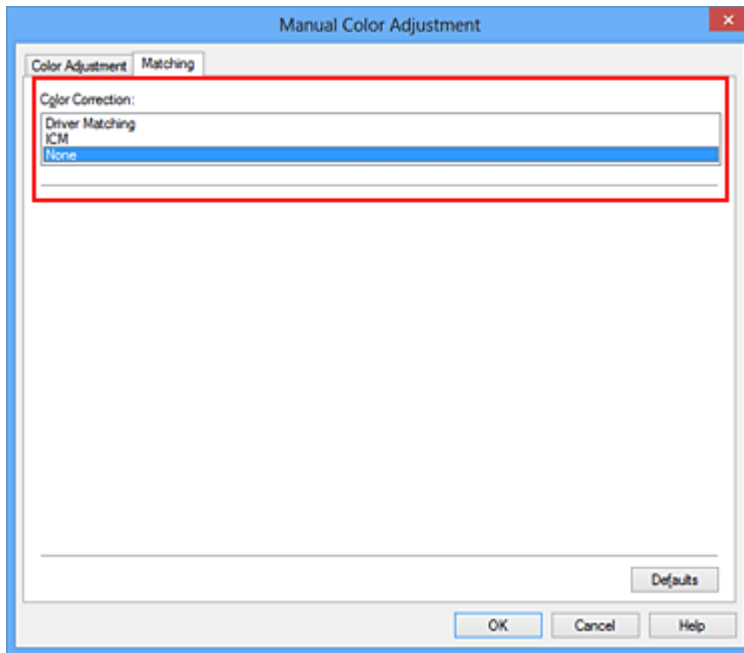 Manual Color Adjustment
Color Adjustment Matching
Color Correction:
Driver Matching
ICM
None
Defaults
OK Cancel Help